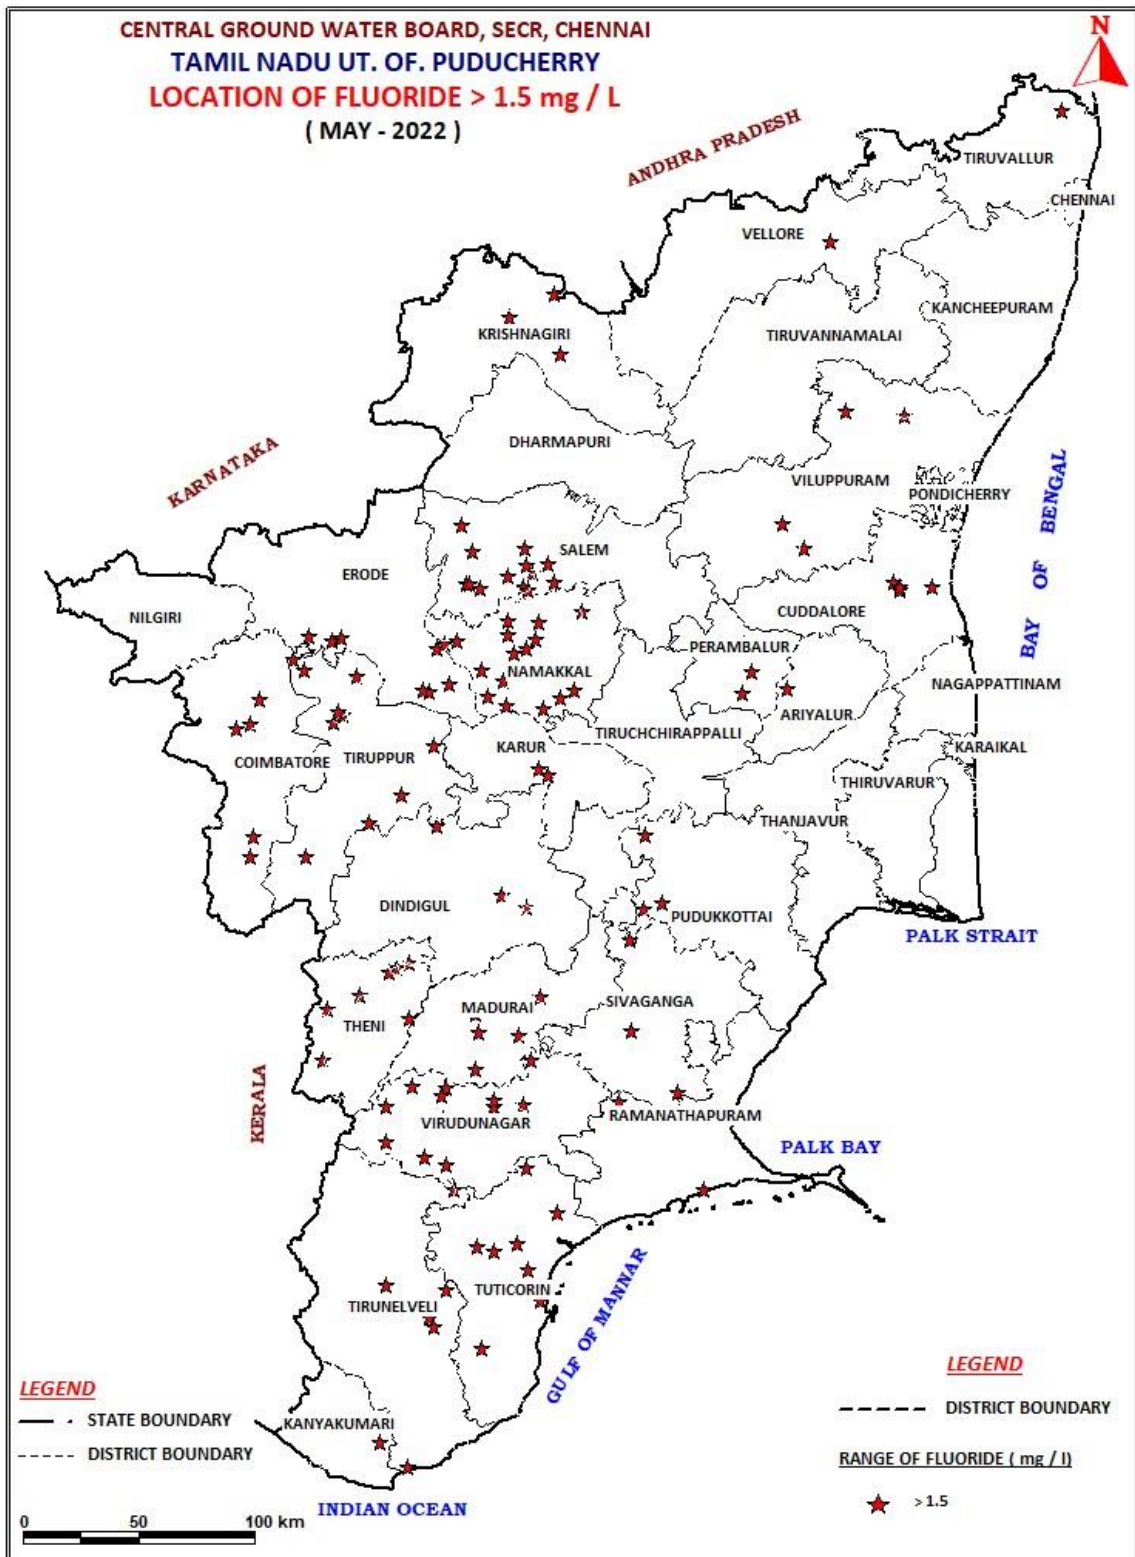 CENTRAL GROUND WATER BOARD, SECR, CHENNAI
TAMIL NADU UT. OF. PUDUCHERRY
LOCATION OF FLUORIDE > 1.5 mg / L
( MAY - 2022 )
N
ANDHRA PRADESH
TIRUVALLUR
CHENNAI
VELLORE
KANCHEEPURAM
KRISHNAGIRI
TIRUVANNAMALAI
DHARMAPURI
KARNATAKA
VILUPPURAM
PONDICHERRY
BAY OF BENGAL
SALEM
ERODE
NILGIRI
CUDDALORE
PERAMBALUR
NAMAKKAL
NAGAPPATTINAM
ARIYALUR
TIRUCHCHIRAPPALLI
KARUR
KARAIKAL
TIRUPPUR
COIMBATORE
THIRUVARUR
THANJAVUR
DINDIGUL
PUDUKKOTTAI
PALK STRAIT
SIVAGANGA
MADURAI
THENI
KERALA
RAMANATHAPURAM
VIRUDUNAGAR
PALK BAY
TUTICORIN
TIRUNELVELI
GULF OF MANNAR
KANYAKUMARI
INDIAN OCEAN
LEGEND
STATE BOUNDARY
DISTRICT BOUNDARY
0 50 100 km
LEGEND
DISTRICT BOUNDARY
RANGE OF FLUORIDE ( mg / l)
>1.5